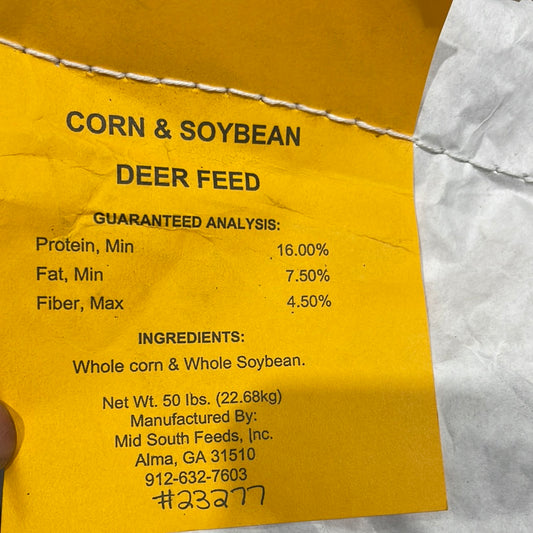 CORN & SOYBEAN
DEER FEED
GUARANTEED ANALYSIS:
Protein, Min 16.00%
Fat, Min 7.50%
Fiber, Max 4.50%
INGREDIENTS:
Whole corn & Whole Soybean.
Net Wt. 50 lbs. (22.68kg)
Manufactured By:
Mid South Feeds, Inc.
Alma, GA 31510
912-632-7603
#23277